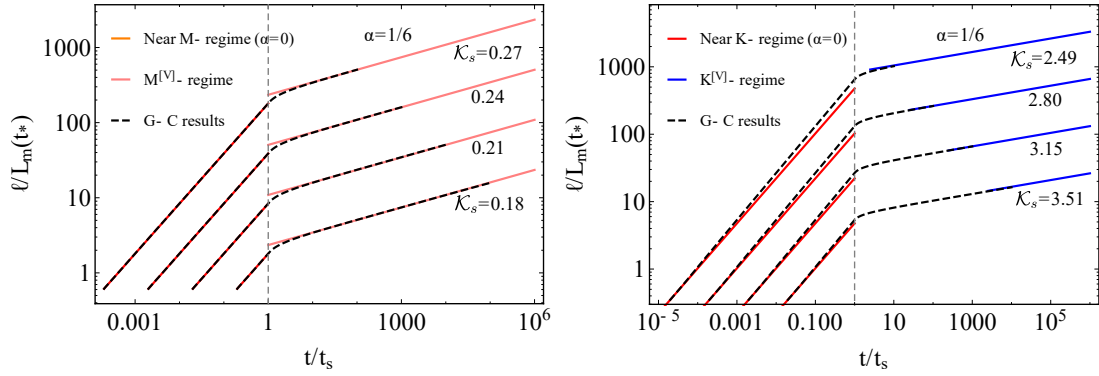 Near M- regime (α=0)
M[V]- regime
G- C results
α=1/6
𝒦s=0.27
0.24
0.21
𝒦s=0.18
1000
100
10
1
ℓ/Lm(t*)
0.001
1
1000
10^6
t/ts
Near K- regime (α=0)
K[V]- regime
G- C results
α=1/6
𝒦s=2.49
2.80
3.15
𝒦s=3.51
1000
100
10
1
ℓ/Lm(t*)
10^-5
0.001
0.100
10
1000
10^5
t/ts